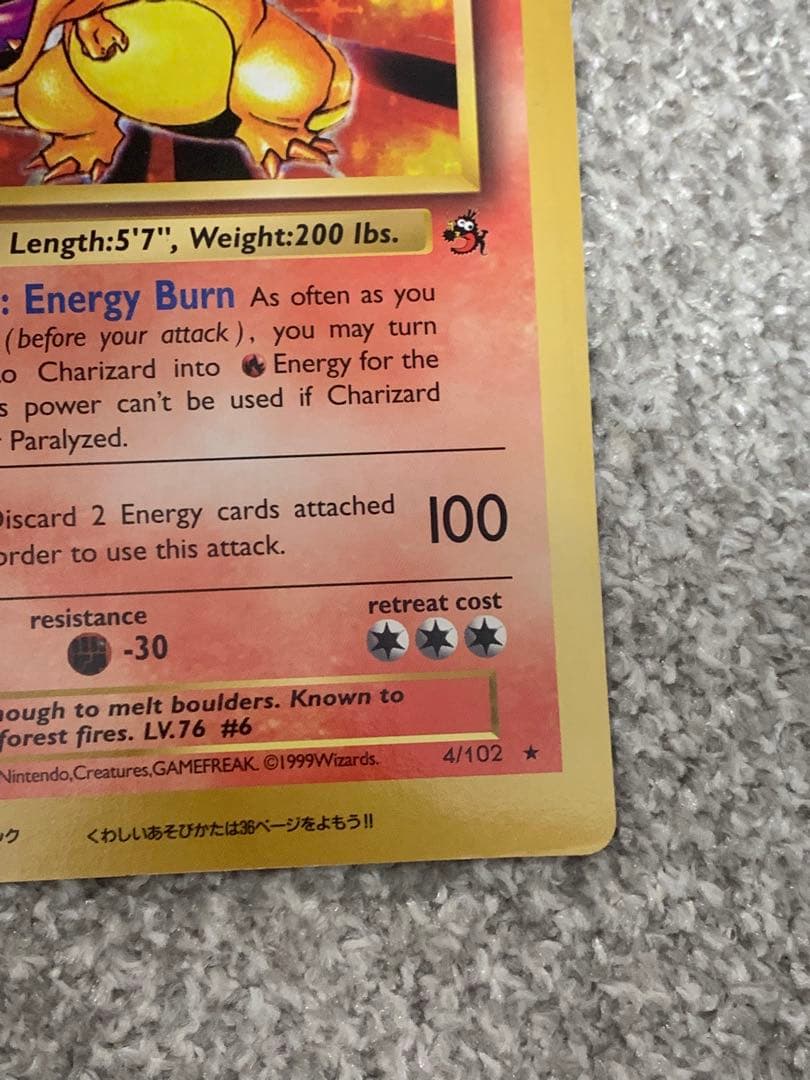 Length:5'7", Weight:200 lbs.
: Energy Burn As often as you
(before your attack), you may turn
Charizard into Energy for the
power can't be used if Charizard
Paralyzed.
Discard 2 Energy cards attached
order to use this attack.
100
resistance
-30
retreat cost
to melt boulders. Known to
forest fires. LV.76 #6
Nintendo,Creatures,GAMEFREAK. ©1999Wizards.
4/102 ★
くわしいあそびかたは36ページをよもう!!